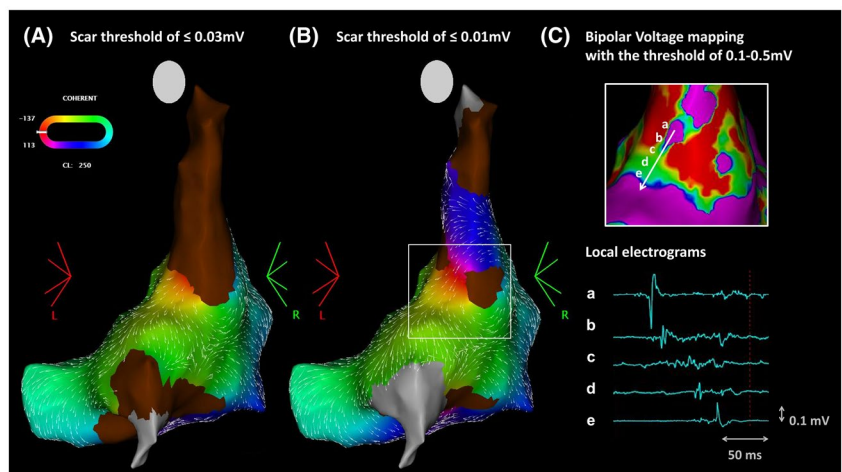 (A) Scar threshold of ≤ 0.03mV
(B) Scar threshold of ≤ 0.01mV
(C) Bipolar Voltage mapping
with the threshold of 0.1-0.5mV
COHERENT
-137
113
CL: 250
L
R
L
R
a
b
c
d
e
Local electrograms
a
b
c
d
e
0.1 mV
50 ms